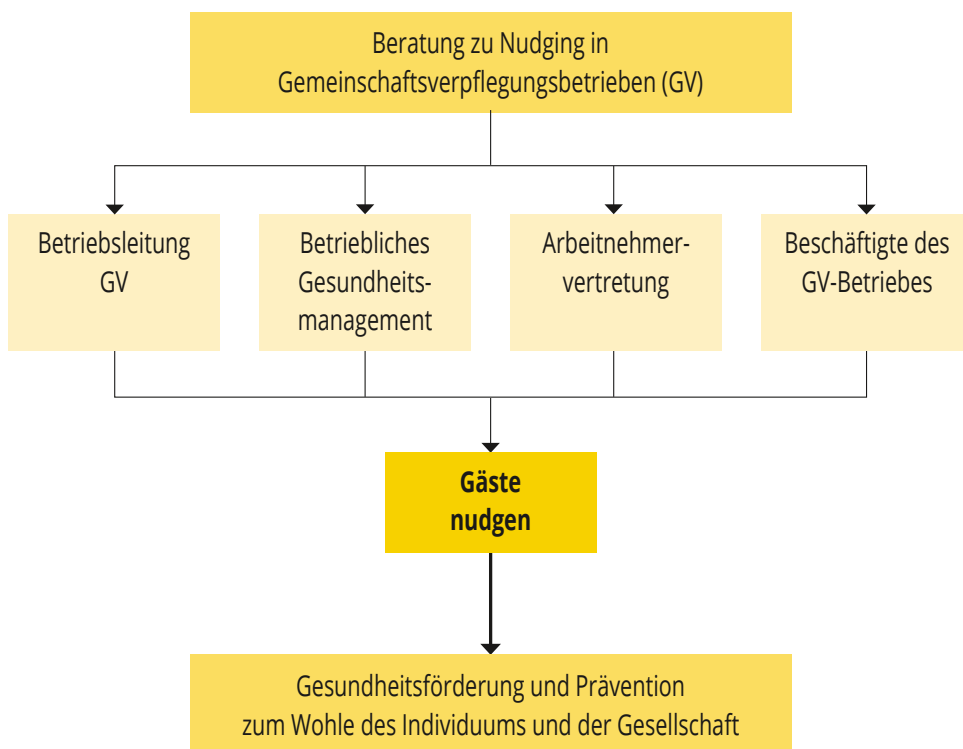 Beratung zu Nudging in
Gemeinschaftsverpflegungsbetrieben (GV)
Betriebsleitung
GV
Betriebliches
Gesundheits-
management
Arbeitnehmer-
vertretung
Beschäftigte des
GV-Betriebes
Gäste
nudgen
Gesundheitsförderung und Prävention
zum Wohle des Individuums und der Gesellschaft